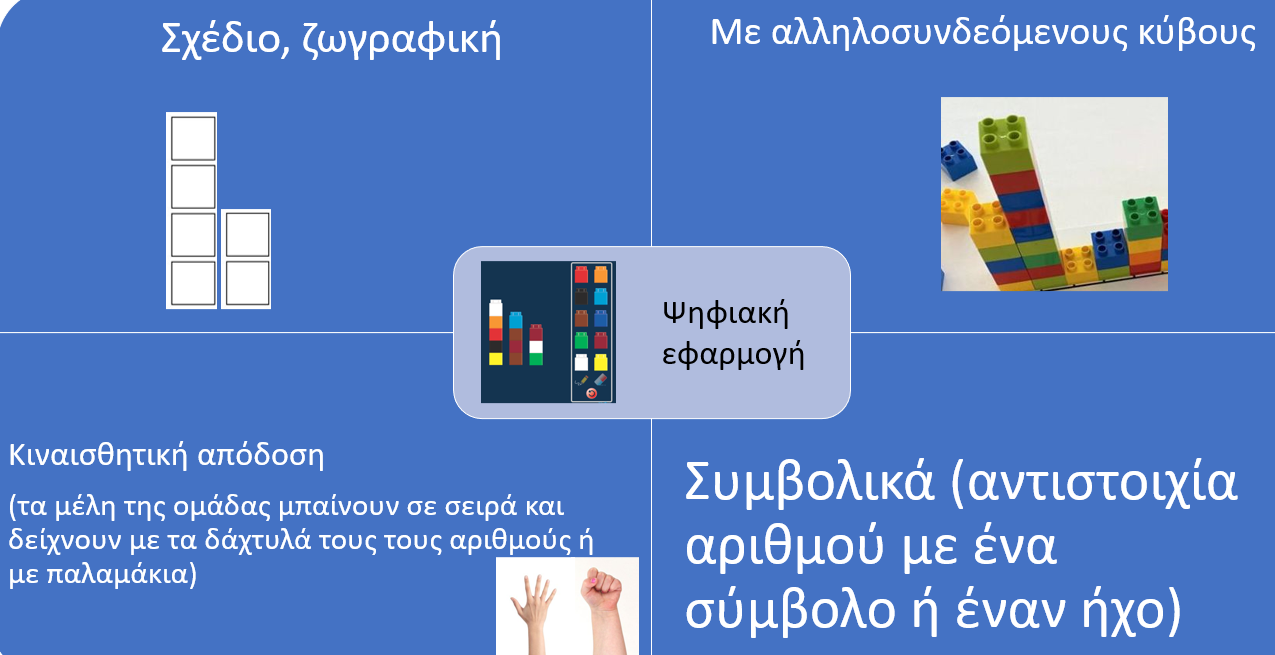 Σχέδιο, ζωγραφική
Με αλληλοσυνδεόμενους κύβους
Ψηφιακή
εφαρμογή
Κιναισθητική απόδοση
(τα μέλη της ομάδας μπαίνουν σε σειρά και
δείχνουν με τα δάχτυλά τους τους αριθμούς ή
με παλαμάκια)
Συμβολικά (αντιστοιχία
αριθμού με ένα
σύμβολο ή έναν ήχο)